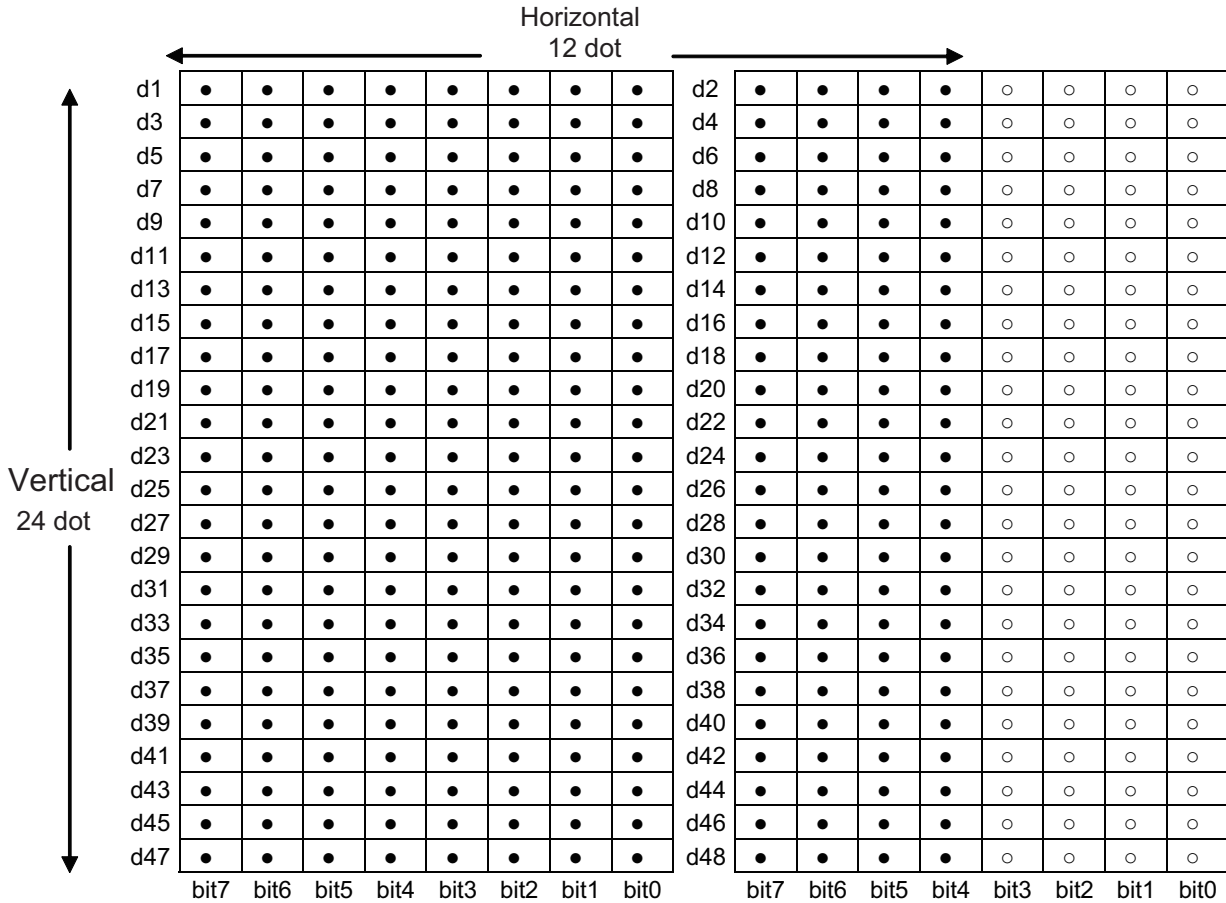 Horizontal
12 dot
d1 ● ● ● ● ● ● ● ● d2 ● ● ● ● ○ ○ ○ ○
d3 ● ● ● ● ● ● ● ● d4 ● ● ● ● ○ ○ ○ ○
d5 ● ● ● ● ● ● ● ● d6 ● ● ● ● ○ ○ ○ ○
d7 ● ● ● ● ● ● ● ● d8 ● ● ● ● ○ ○ ○ ○
d9 ● ● ● ● ● ● ● ● d10 ● ● ● ● ○ ○ ○ ○
d11 ● ● ● ● ● ● ● ● d12 ● ● ● ● ○ ○ ○ ○
d13 ● ● ● ● ● ● ● ● d14 ● ● ● ● ○ ○ ○ ○
d15 ● ● ● ● ● ● ● ● d16 ● ● ● ● ○ ○ ○ ○
d17 ● ● ● ● ● ● ● ● d18 ● ● ● ● ○ ○ ○ ○
d19 ● ● ● ● ● ● ● ● d20 ● ● ● ● ○ ○ ○ ○
d21 ● ● ● ● ● ● ● ● d22 ● ● ● ● ○ ○ ○ ○
d23 ● ● ● ● ● ● ● ● d24 ● ● ● ● ○ ○ ○ ○
Vertical
24 dot
d25 ● ● ● ● ● ● ● ● d26 ● ● ● ● ○ ○ ○ ○
d27 ● ● ● ● ● ● ● ● d28 ● ● ● ● ○ ○ ○ ○
d29 ● ● ● ● ● ● ● ● d30 ● ● ● ● ○ ○ ○ ○
d31 ● ● ● ● ● ● ● ● d32 ● ● ● ● ○ ○ ○ ○
d33 ● ● ● ● ● ● ● ● d34 ● ● ● ● ○ ○ ○ ○
d35 ● ● ● ● ● ● ● ● d36 ● ● ● ● ○ ○ ○ ○
d37 ● ● ● ● ● ● ● ● d38 ● ● ● ● ○ ○ ○ ○
d39 ● ● ● ● ● ● ● ● d40 ● ● ● ● ○ ○ ○ ○
d41 ● ● ● ● ● ● ● ● d42 ● ● ● ● ○ ○ ○ ○
d43 ● ● ● ● ● ● ● ● d44 ● ● ● ● ○ ○ ○ ○
d45 ● ● ● ● ● ● ● ● d46 ● ● ● ● ○ ○ ○ ○
d47 ● ● ● ● ● ● ● ● d48 ● ● ● ● ○ ○ ○ ○
bit7 bit6 bit5 bit4 bit3 bit2 bit1 bit0 bit7 bit6 bit5 bit4 bit3 bit2 bit1 bit0